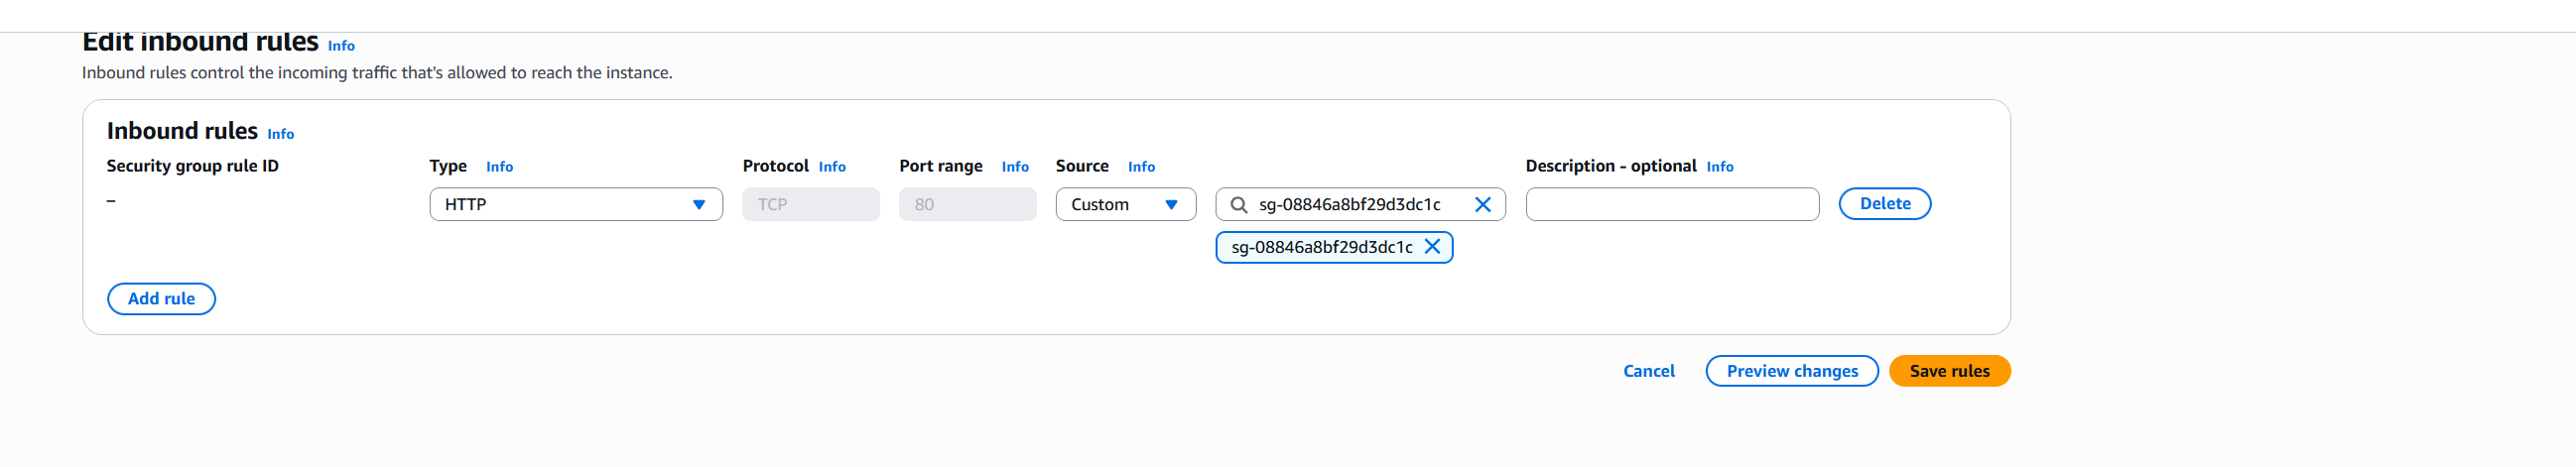 Edit inbound rules Info
Inbound rules control the incoming traffic that's allowed to reach the instance.
Inbound rules Info
Security group rule ID Type Info Protocol Info Port range Info Source Info Description - optional Info
– HTTP TCP 80 Custom sg-08846a8bf29d3dc1c Delete
sg-08846a8bf29d3dc1c
Add rule
Cancel Preview changes Save rules